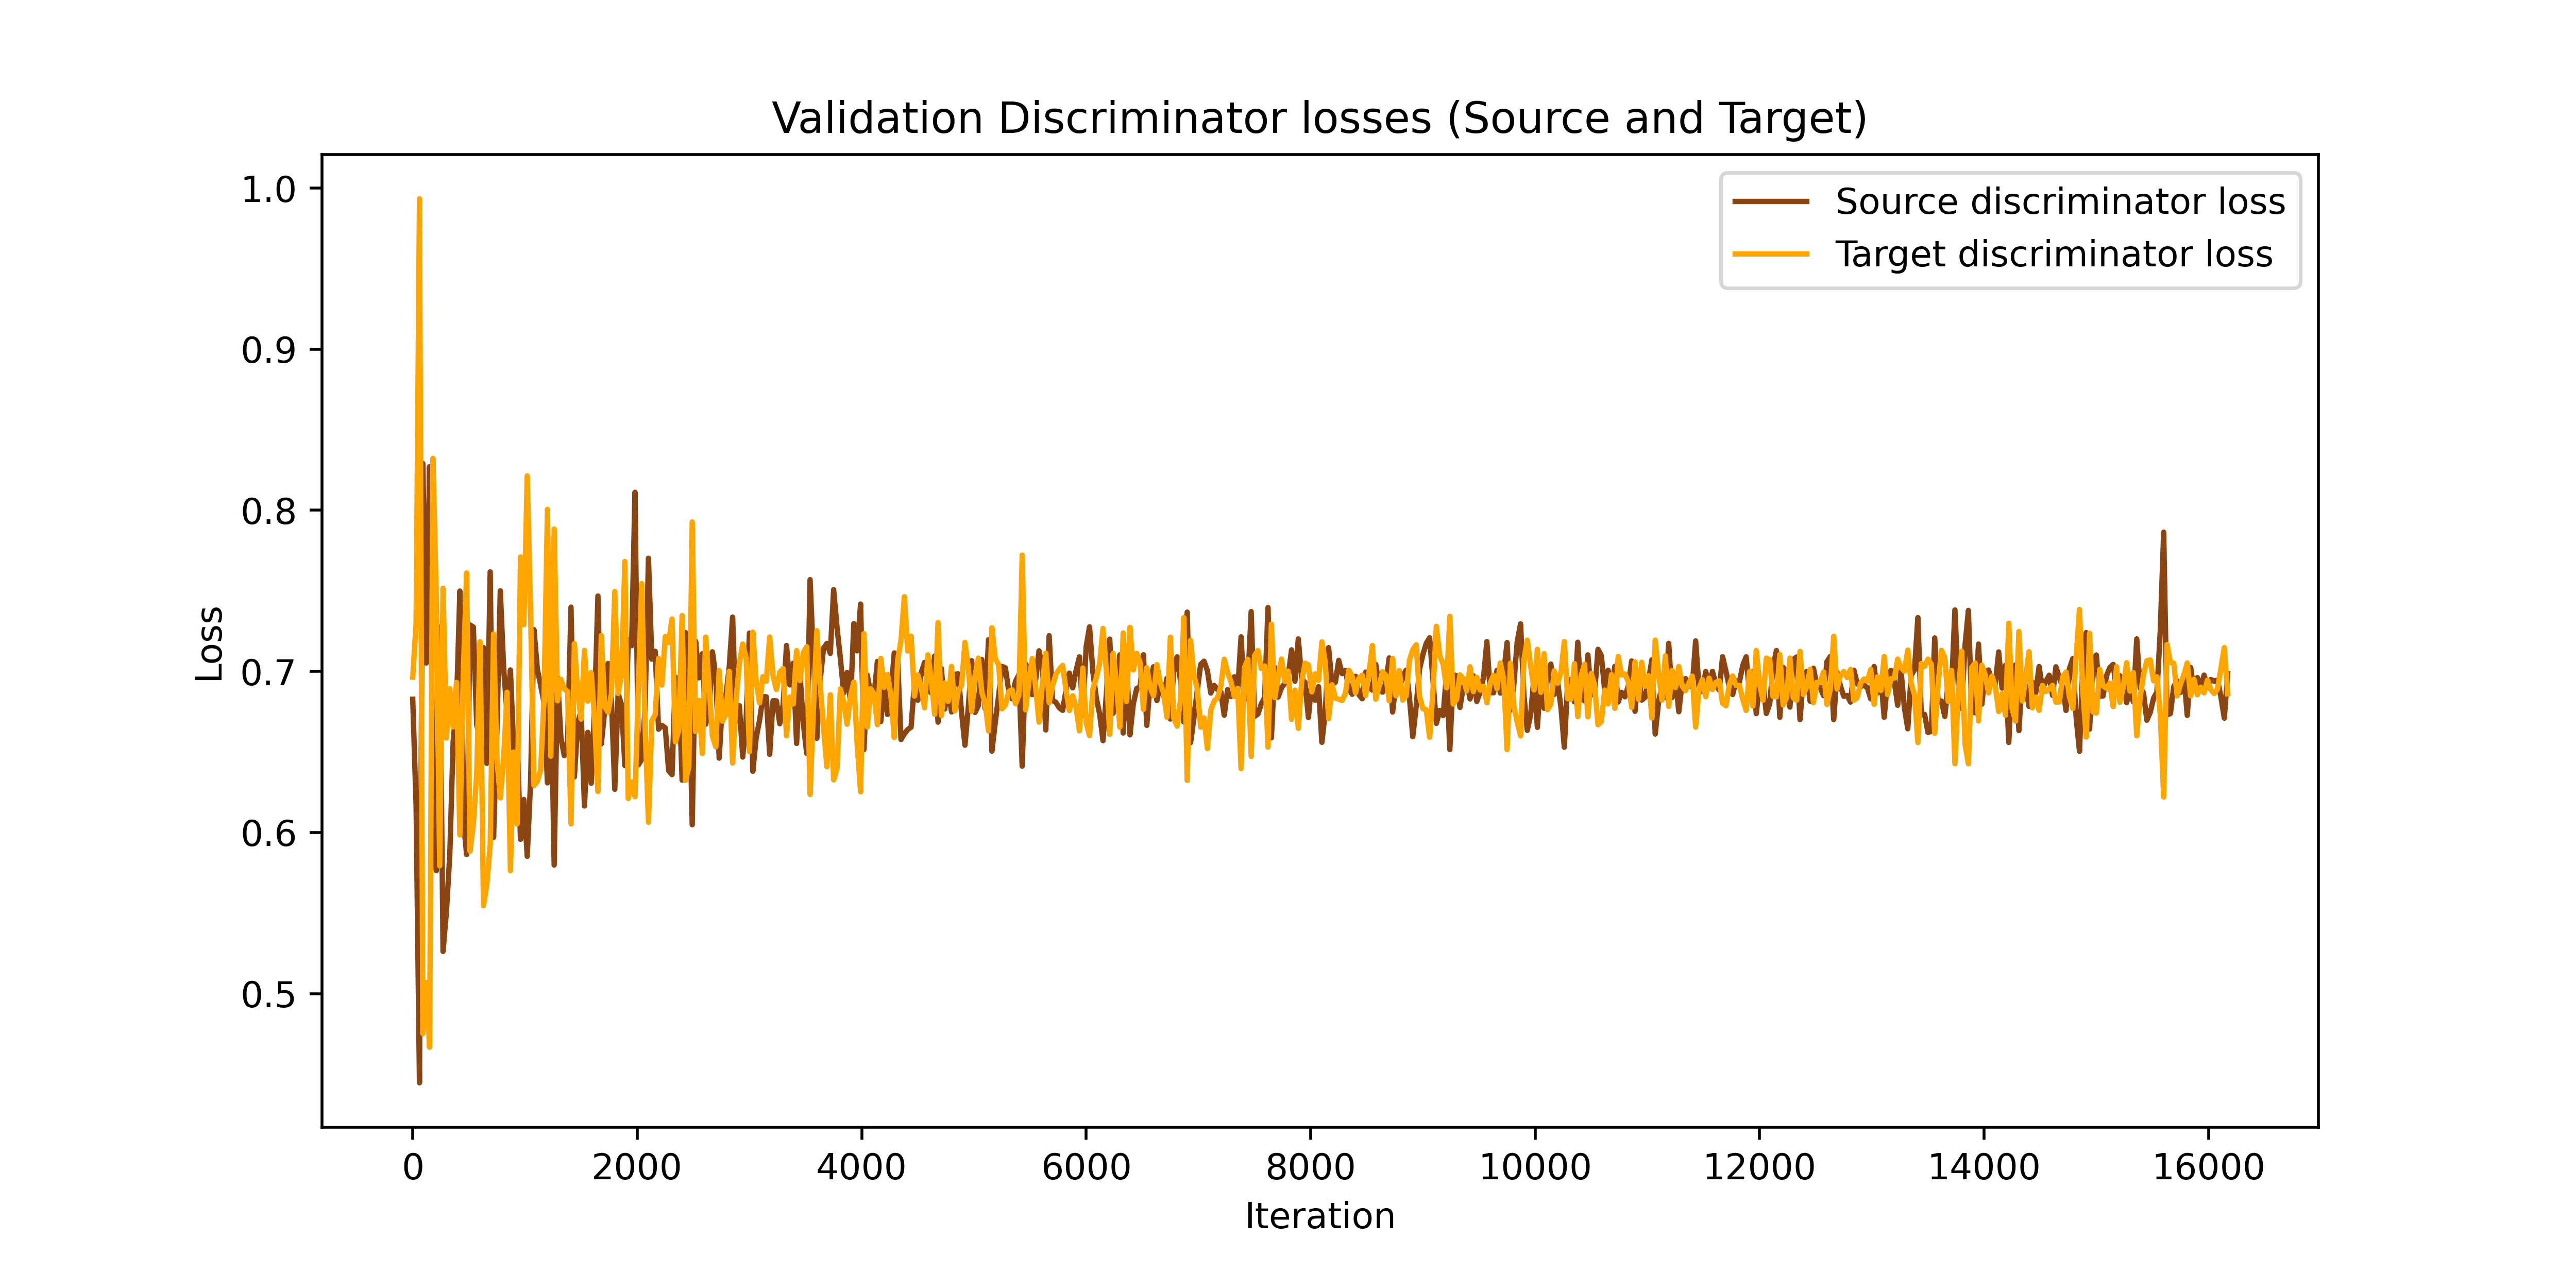 Validation Discriminator losses (Source and Target)
Source discriminator loss
Target discriminator loss
1.0
0.9
0.8
0.7
0.6
0.5
Loss
0 2000 4000 6000 8000 10000 12000 14000 16000
Iteration